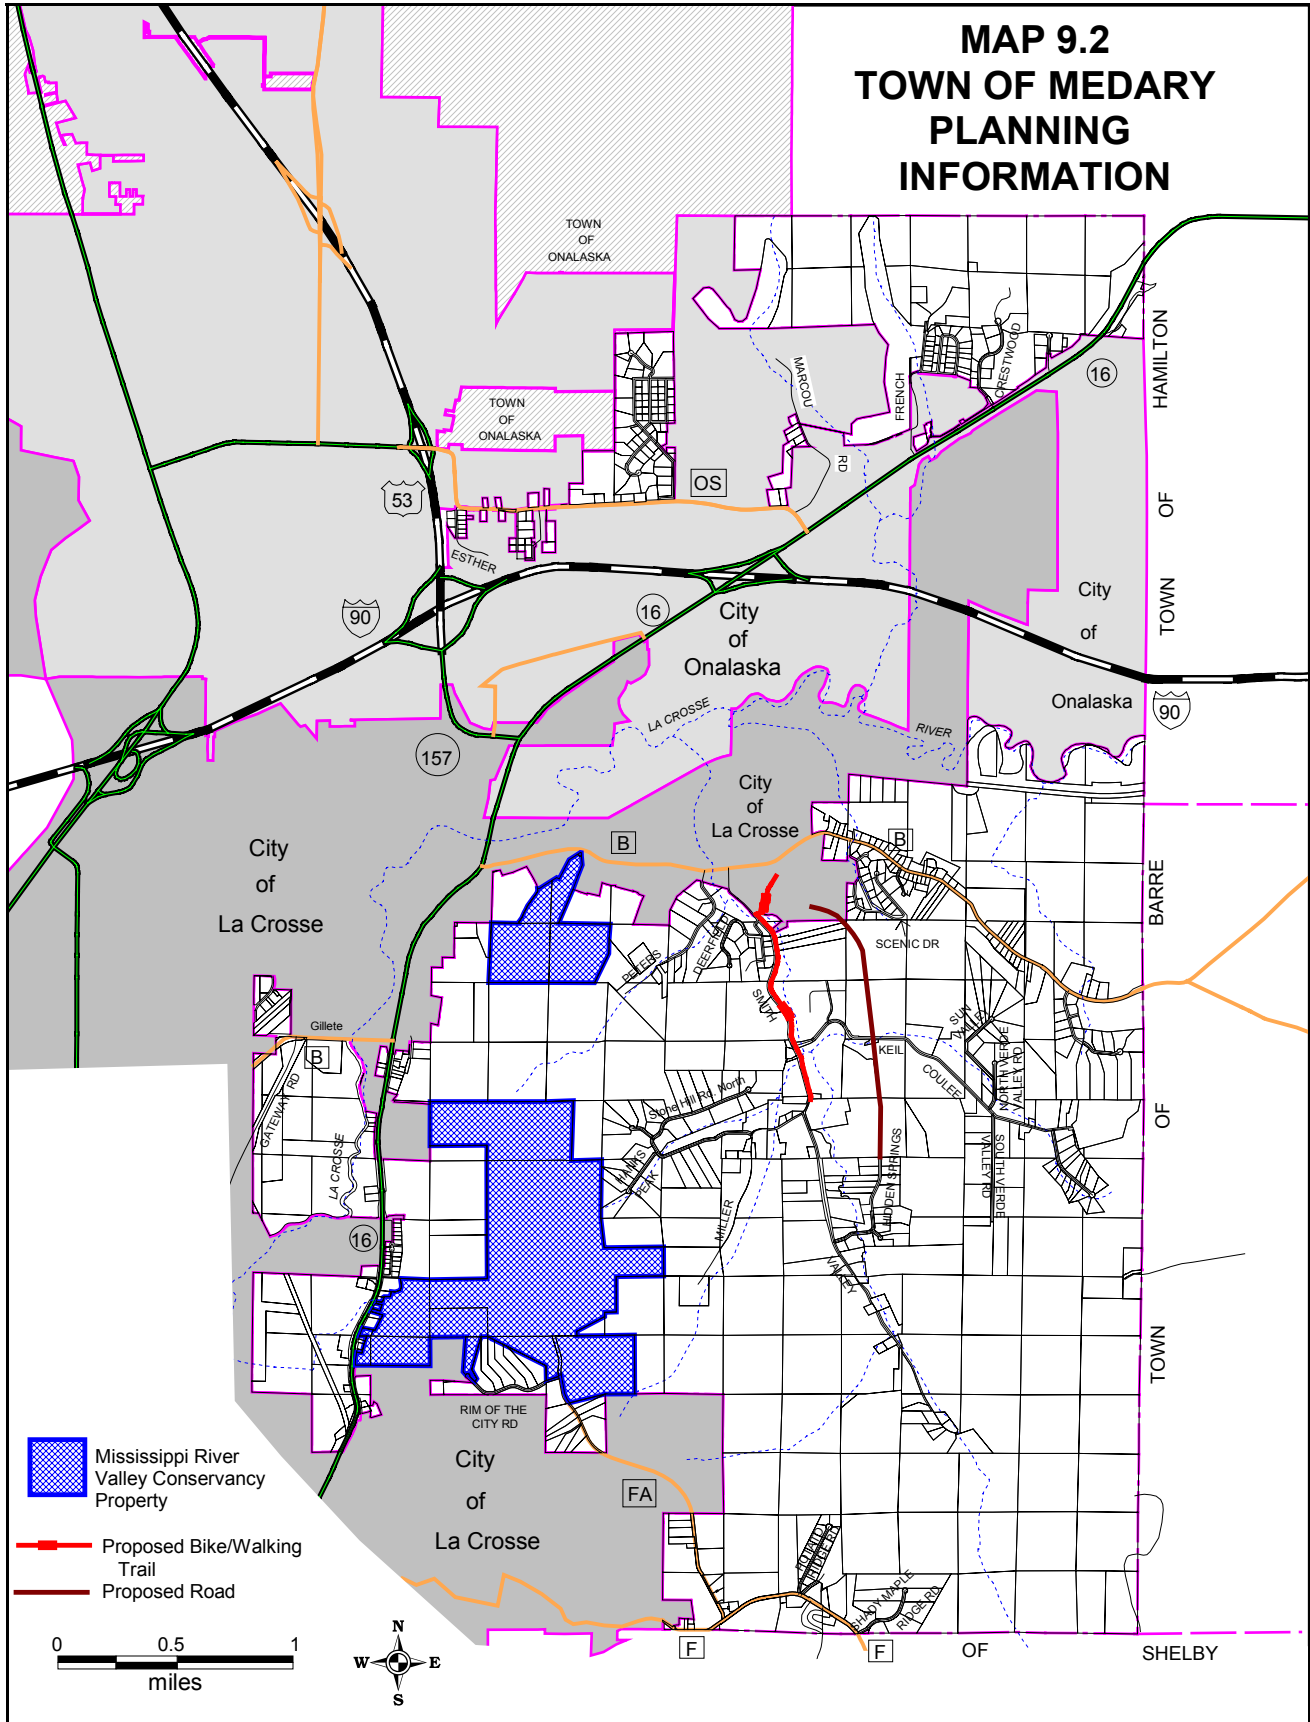 MAP 9.2
TOWN OF MEDARY
PLANNING
INFORMATION
TOWN
OF
ONALASKA
HAMILTON
OF
TOWN
MARCOU
RD
FRENCH
CRESTWOOD
16
TOWN
OF
ONALASKA
OS
53
ESTHER
90
16
City
of
Onalaska
City
of
Onalaska
90
LA CROSSE
RIVER
157
City
of
La Crosse
B
B
City
of
La Crosse
BARRE
OF
TOWN
SCENIC DR
PETERS
DEERFIELD
SMITH
SUN
VALLEY
KEIL
COULEE
NORTH VERDE
VALLEY RD
Gillete
B
GATEWAY RD
LA CROSSE
Stone Hill Rd. North
HANKS
PEAK
MILLER
HIDDEN SPRINGS
SOUTH VERDE
VALLEY RD
VALLEY
16
RIM OF THE
CITY RD
City
of
La Crosse
FA
RIDGE RD
SHADY MAPLE
RIDGE RD
F
F
OF
SHELBY
Mississippi River
Valley Conservancy
Property
Proposed Bike/Walking
Trail
Proposed Road
0 0.5 1
miles
N
W E
S